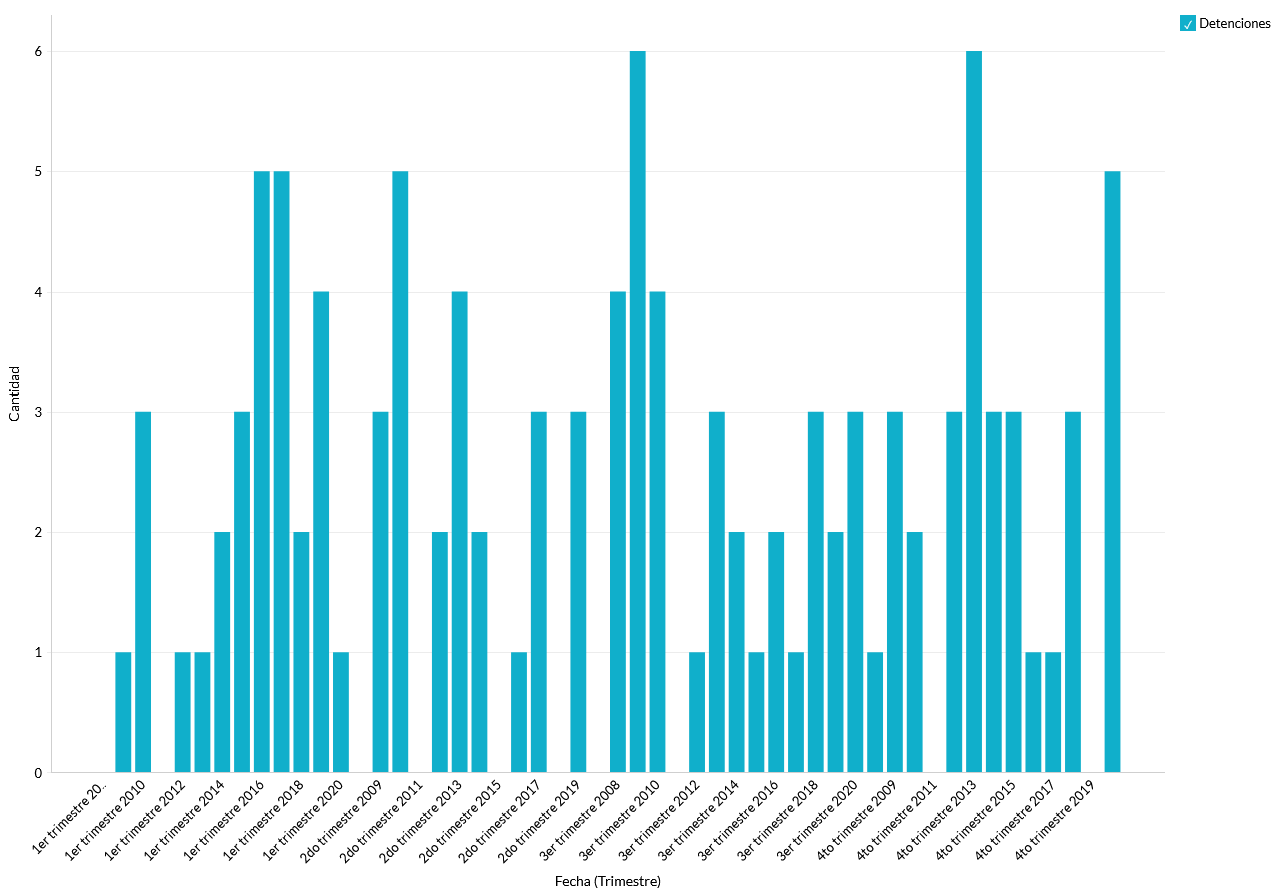 Detenciones
6
5
4
3
2
1
0
Cantidad
1er trimestre 20..
1er trimestre 2010
1er trimestre 2012
1er trimestre 2014
1er trimestre 2016
1er trimestre 2018
1er trimestre 2020
2do trimestre 2009
2do trimestre 2011
2do trimestre 2013
2do trimestre 2015
2do trimestre 2017
2do trimestre 2019
3er trimestre 2008
3er trimestre 2010
3er trimestre 2012
3er trimestre 2014
3er trimestre 2016
3er trimestre 2018
3er trimestre 2020
4to trimestre 2009
4to trimestre 2011
4to trimestre 2013
4to trimestre 2015
4to trimestre 2017
4to trimestre 2019
Fecha (Trimestre)